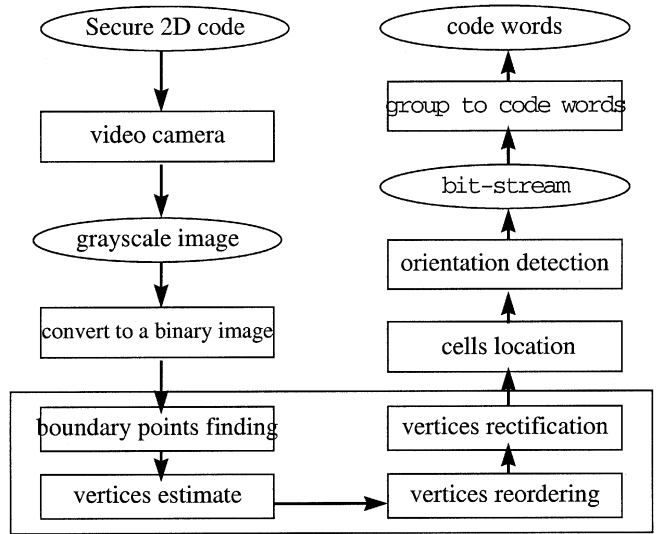 Secure 2D code
video camera
grayscale image
convert to a binary image
boundary points finding
vertices estimate
vertices reordering
vertices rectification
cells location
orientation detection
bit-stream
group to code words
code words